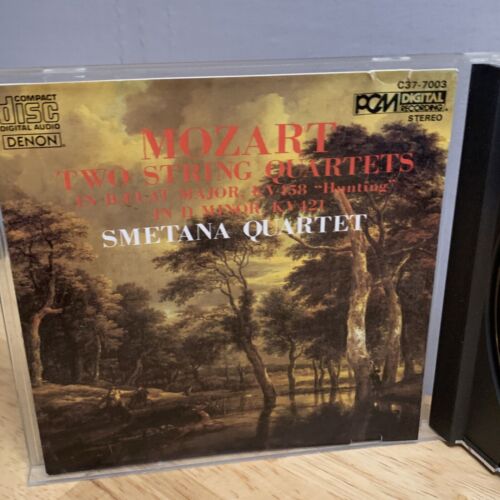 COMPACT
disc
DIGITAL AUDIO
DENON
C37-7003
PCM DIGITAL RECORDING
STEREO
MOZART
TWO STRING QUARTETS
IN B FLAT MAJOR, KV458 "Hunting"
IN D MINOR, KV421
SMETANA QUARTET